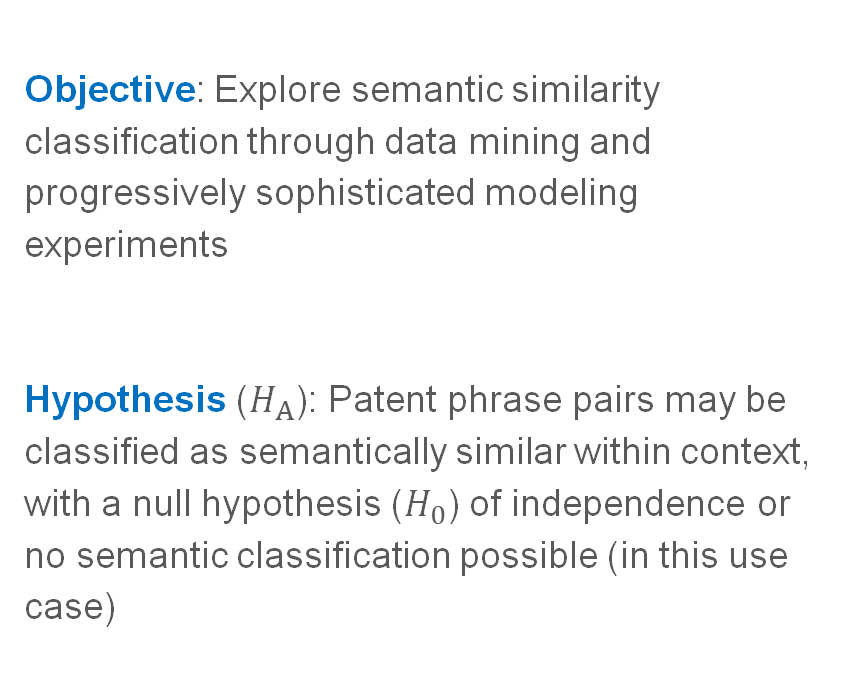 Objective: Explore semantic similarity
classification through data mining and
progressively sophisticated modeling
experiments
Hypothesis (H_A): Patent phrase pairs may be
classified as semantically similar within context,
with a null hypothesis (H_0) of independence or
no semantic classification possible (in this use
case)